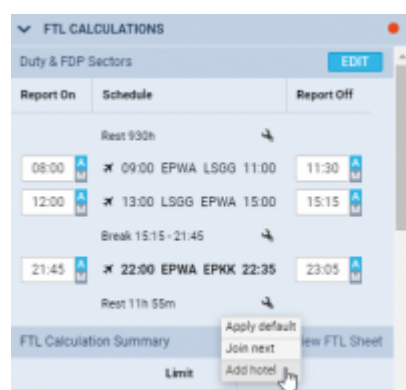 FTL CALCULATIONS
Duty & FDP Sectors EDIT
Report On Schedule Report Off
Rest 930h
08:00 A M 09:00 EPWA LSGG 11:00 11:30 A M
12:00 A M 13:00 LSGG EPWA 15:00 15:15 A M
Break 15:15 - 21:45
21:45 A M 22:00 EPWA EPKK 22:35 23:05 A M
Rest 11h 55m
Apply default
FTL Calculation Summary Join next iew FTL Sheet
Limit Add hotel